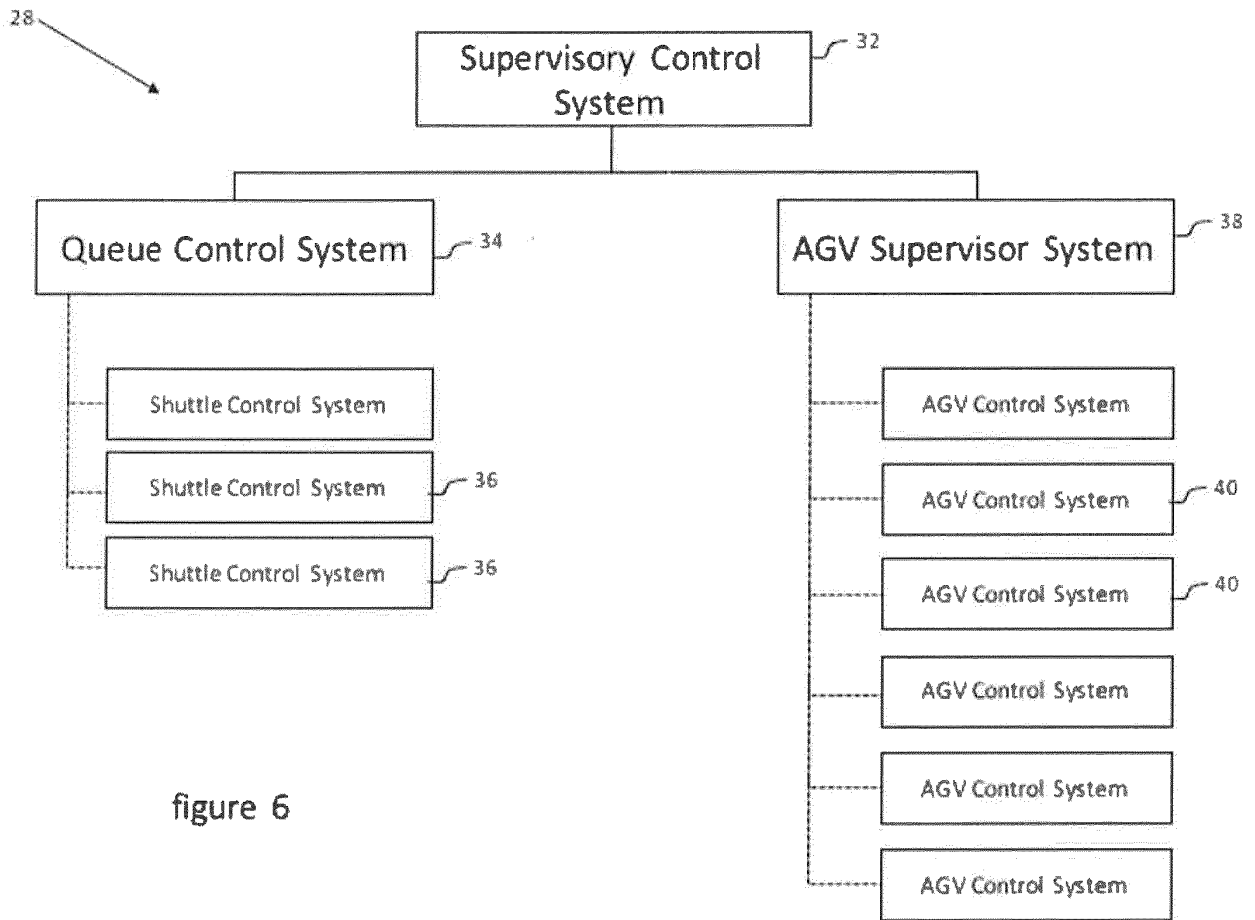 28
Supervisory Control
System
32
Queue Control System
34
AGV Supervisor System
38
Shuttle Control System
Shuttle Control System
36
Shuttle Control System
36
AGV Control System
AGV Control System
40
AGV Control System
40
AGV Control System
AGV Control System
AGV Control System
figure 6